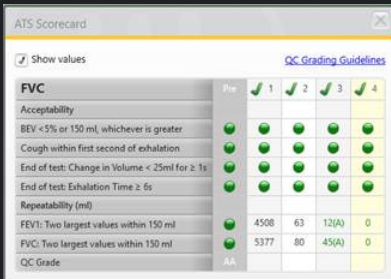 ATS Scorecard
Show values QC Grading Guidelines
FVC Pre 1 2 3 4
Acceptability
BEV <5% or 150 ml, whichever is greater
Cough within first second of exhalation
End of test: Change in Volume < 25ml for ≥ 1s
End of test: Exhalation Time ≥ 6s
Repeatability (ml)
FEV1: Two largest values within 150 ml 4508 63 12(A) 0
FVC: Two largest values within 150 ml 5377 80 45(A) 0
QC Grade AA